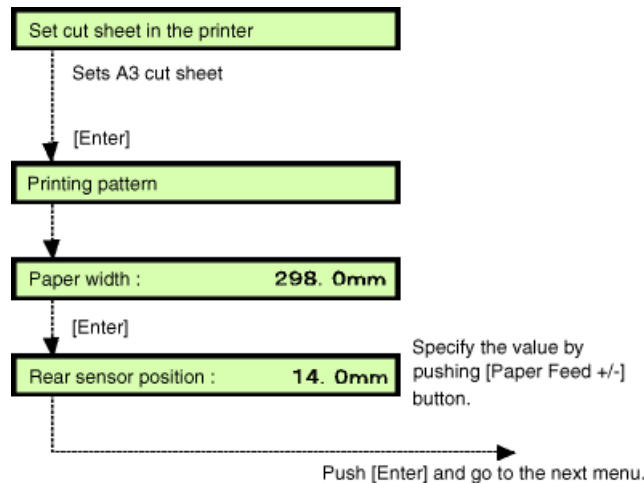 Set cut sheet in the printer
Sets A3 cut sheet
[Enter]
Printing pattern
Paper width : 298. 0mm
[Enter]
Rear sensor position : 14. 0mm
Specify the value by
pushing [Paper Feed +/-]
button.
Push [Enter] and go to the next menu.